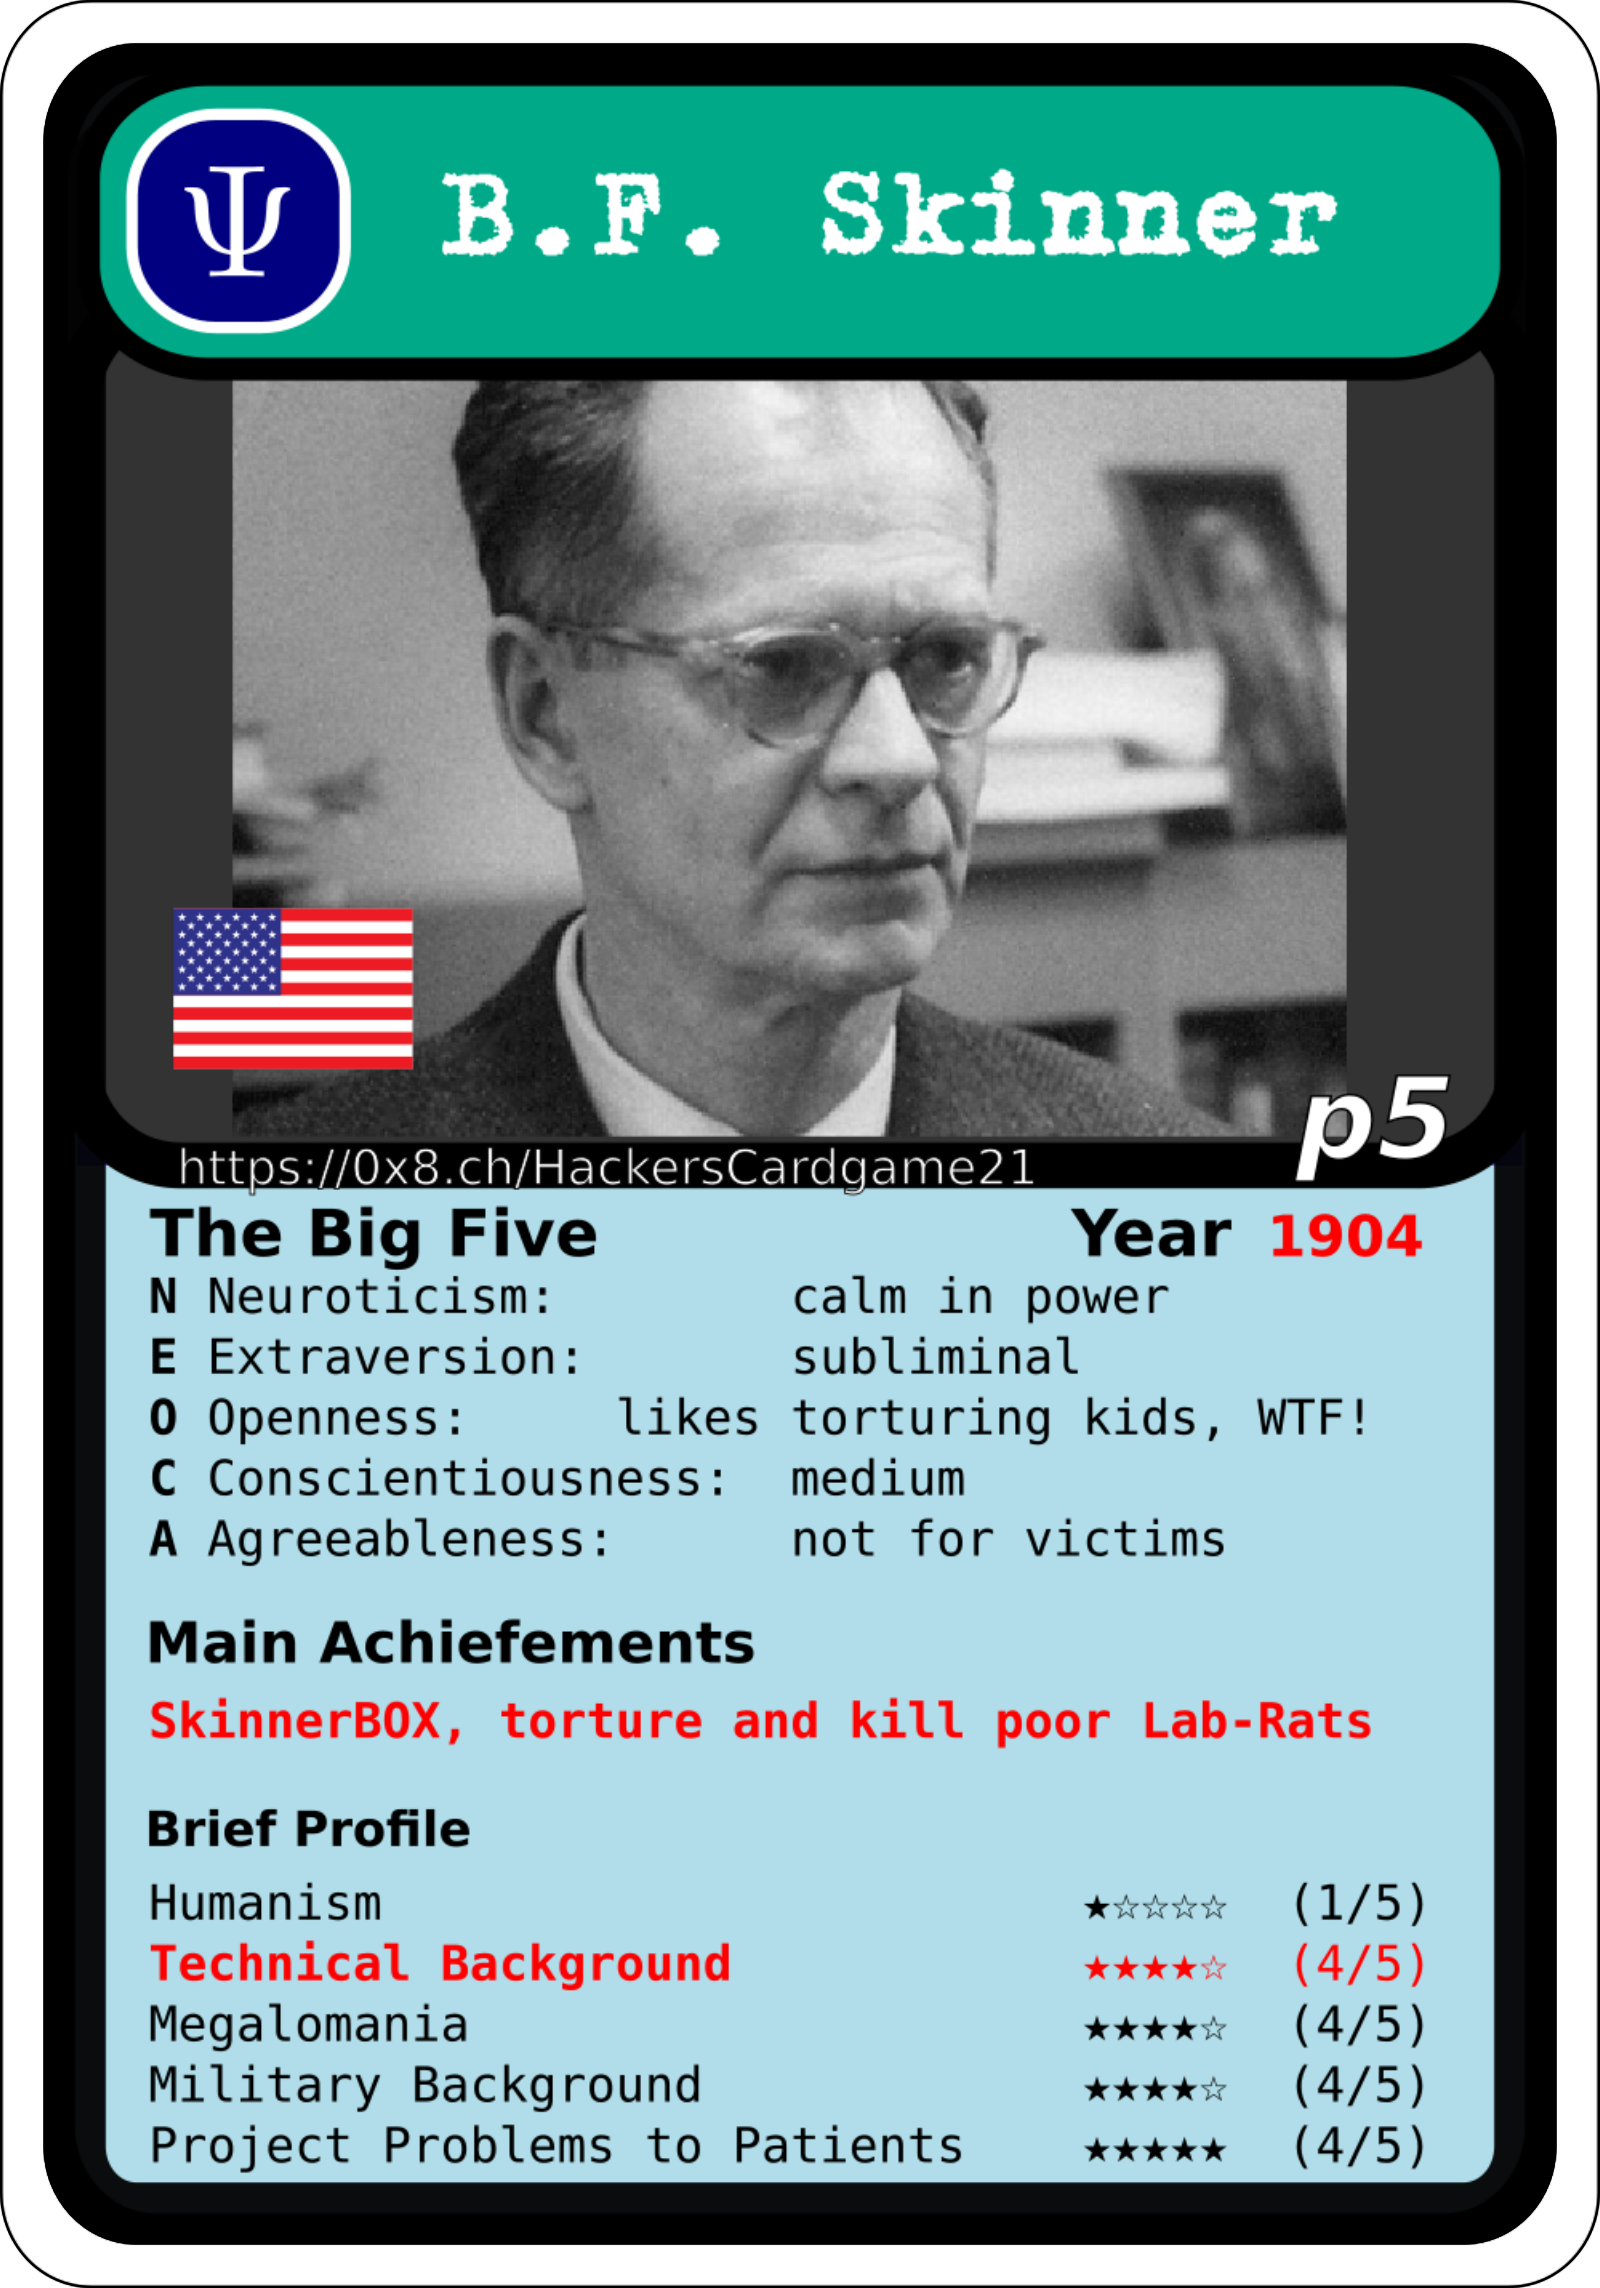 Ψ B.F. Skinner
p5
https://0x8.ch/HackersCardgame21
The Big Five Year 1904
N Neuroticism: calm in power
E Extraversion: subliminal
O Openness: likes torturing kids, WTF!
C Conscientiousness: medium
A Agreeableness: not for victims
Main Achiefements
SkinnerBOX, torture and kill poor Lab-Rats
Brief Profile
Humanism ★☆☆☆☆ (1/5)
Technical Background ★★★★☆ (4/5)
Megalomania ★★★★☆ (4/5)
Military Background ★★★★☆ (4/5)
Project Problems to Patients ★★★★★ (4/5)